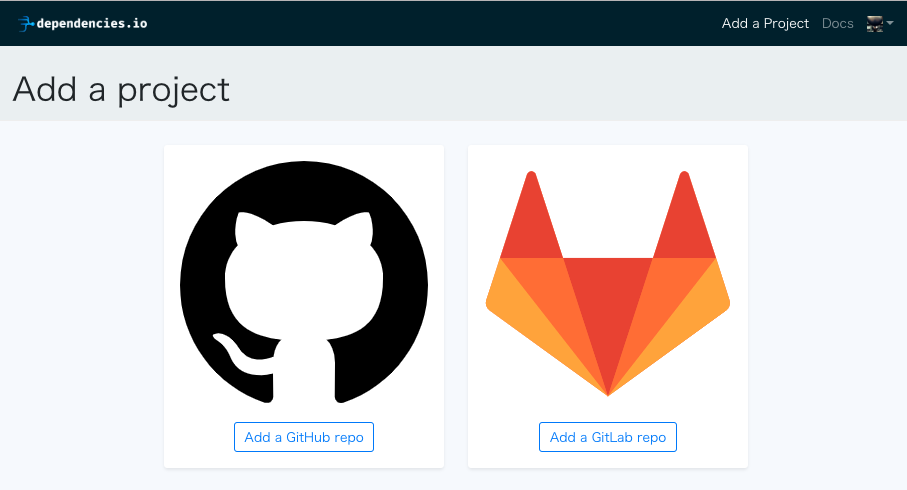 dependencies.io
Add a Project
Docs
Add a project
Add a GitHub repo
Add a GitLab repo